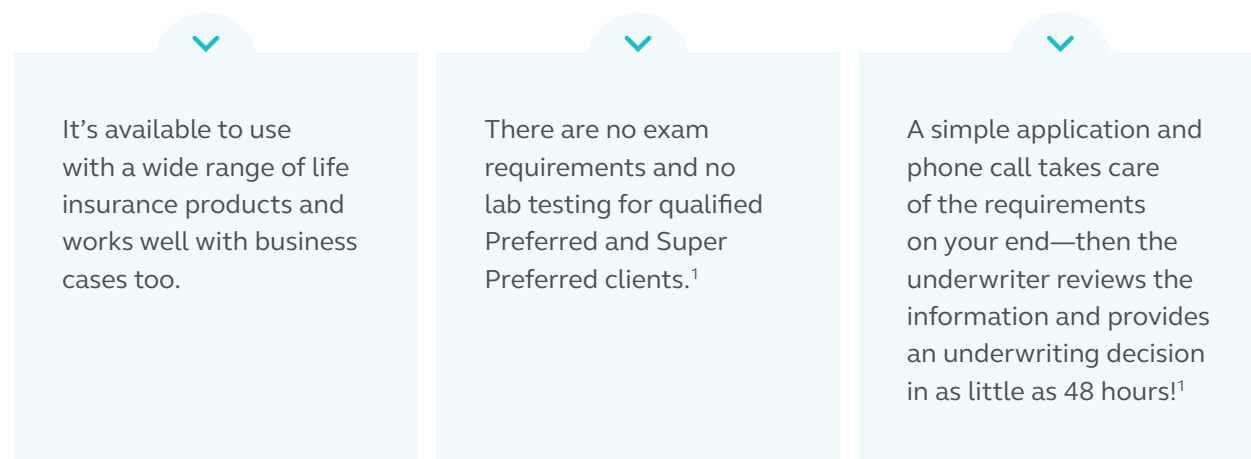 It’s available to use
with a wide range of life
insurance products and
works well with business
cases too.
There are no exam
requirements and no
lab testing for qualified
Preferred and Super
Preferred clients.¹
A simple application and
phone call takes care
of the requirements
on your end—then the
underwriter reviews the
information and provides
an underwriting decision
in as little as 48 hours!¹